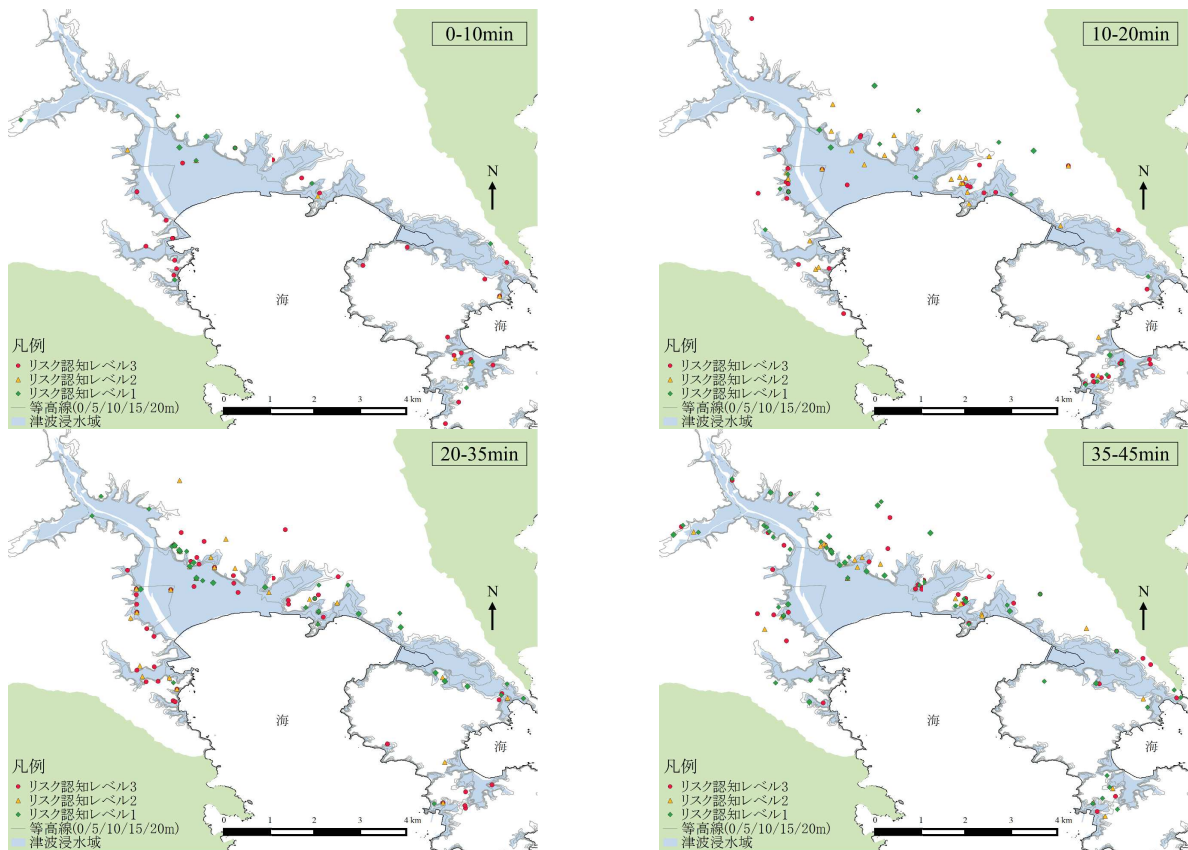 0-10min
N
海
海
凡例
リスク認知レベル3
リスク認知レベル2
リスク認知レベル1
等高線(0/5/10/15/20m)
津波浸水域
0 1 2 3 4 km
10-20min
N
海
海
凡例
リスク認知レベル3
リスク認知レベル2
リスク認知レベル1
等高線(0/5/10/15/20m)
津波浸水域
0 1 2 3 4 km
20-35min
N
海
海
凡例
リスク認知レベル3
リスク認知レベル2
リスク認知レベル1
等高線(0/5/10/15/20m)
津波浸水域
0 1 2 3 4 km
35-45min
N
海
海
凡例
リスク認知レベル3
リスク認知レベル2
リスク認知レベル1
等高線(0/5/10/15/20m)
津波浸水域
0 1 2 3 4 km